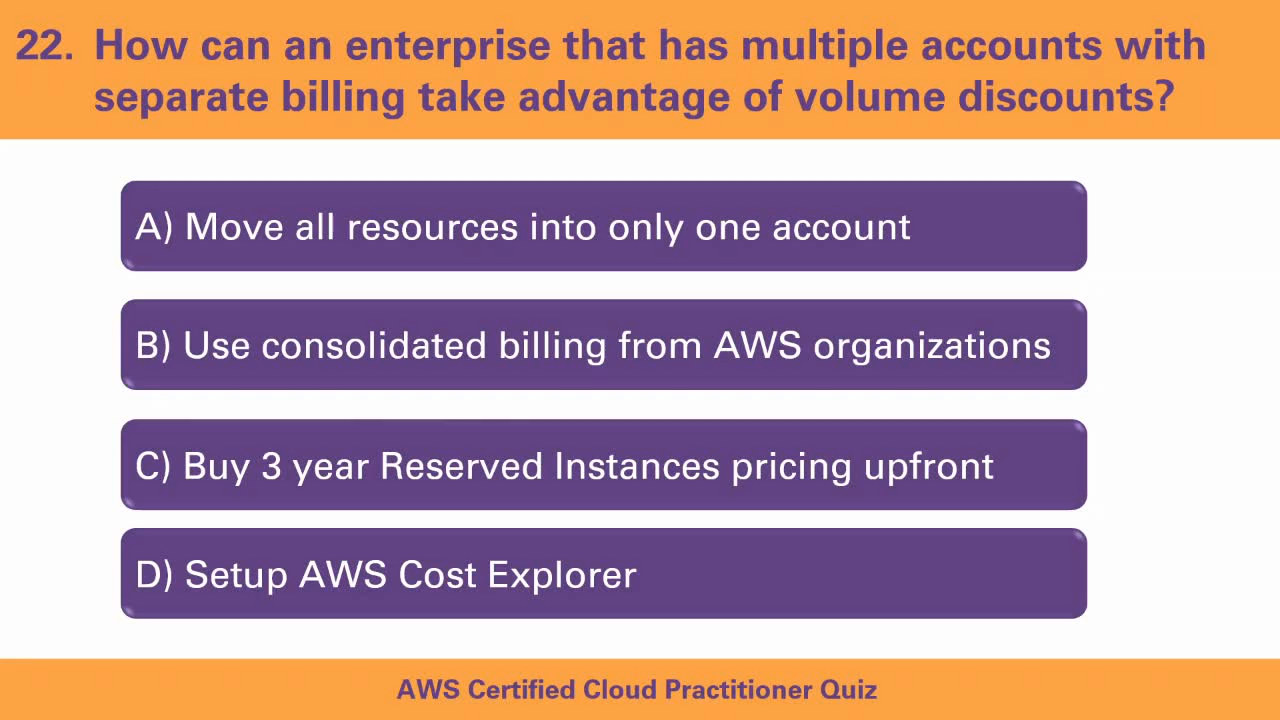 22. How can an enterprise that has multiple accounts with
separate billing take advantage of volume discounts?
A) Move all resources into only one account
B) Use consolidated billing from AWS organizations
C) Buy 3 year Reserved Instances pricing upfront
D) Setup AWS Cost Explorer
AWS Certified Cloud Practitioner Quiz